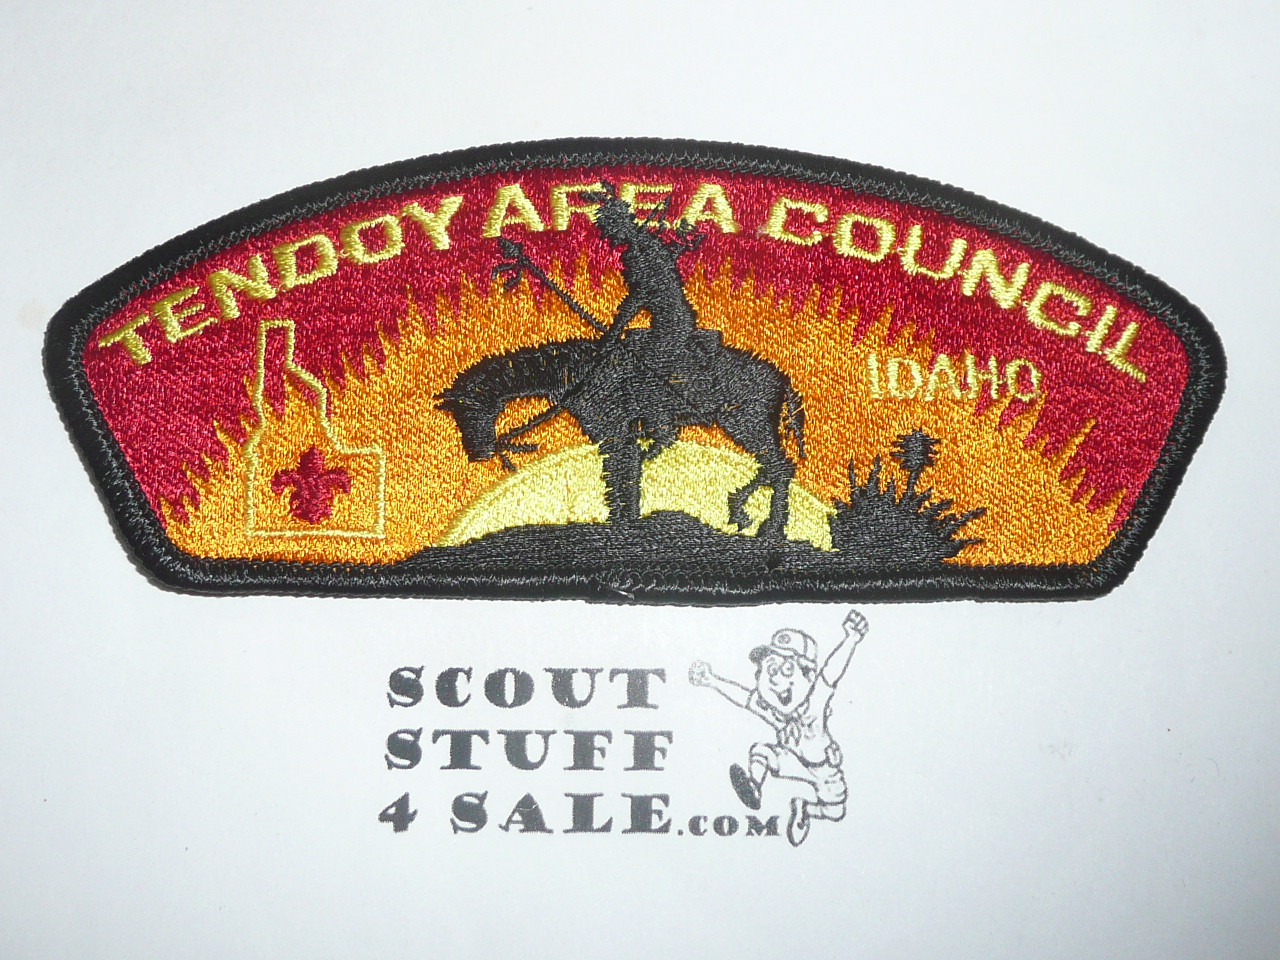 TENDOY AREA COUNCIL
IDAHO
SCOUT
STUFF
4 SALE.COM